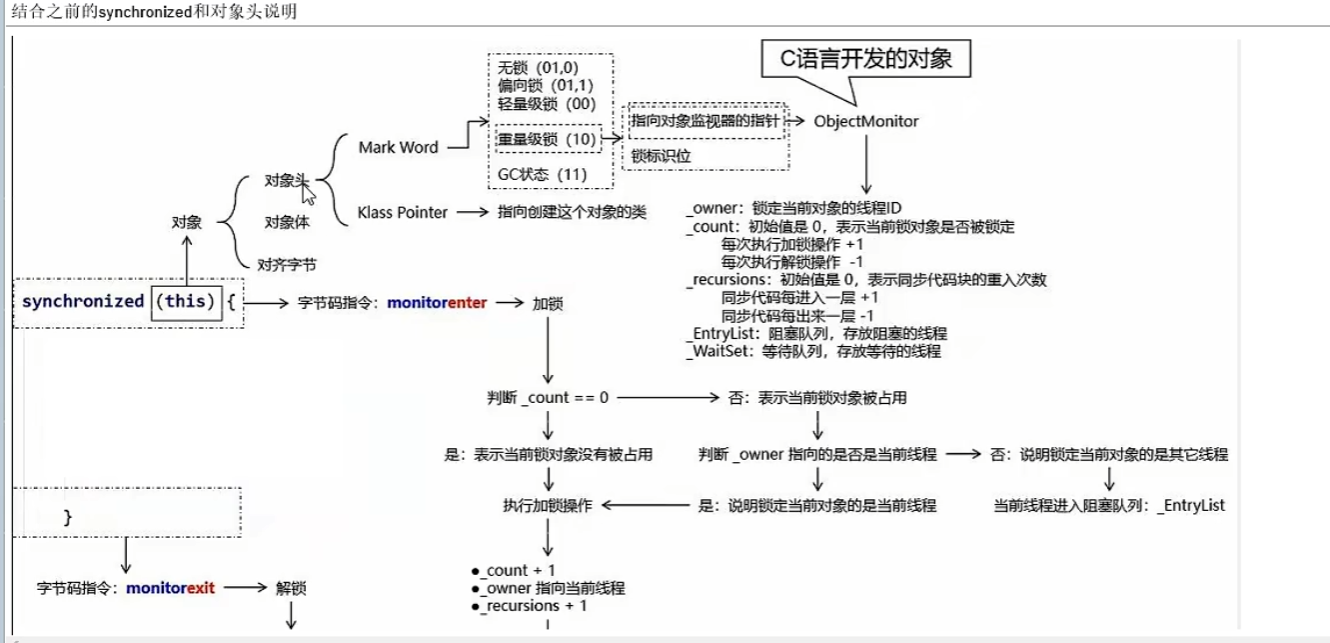 结合之前的synchronized和对象头说明
C语言开发的对象
无锁（01,0）
偏向锁（01,1）
轻量级锁（00）
重量级锁（10）
GC状态（11）
指向对象监视器的指针
锁标识位
ObjectMonitor
Mark Word
对象头
Klass Pointer
指向创建这个对象的类
对象
对象体
对齐字节
_owner：锁定当前对象的线程ID
_count：初始值是 0，表示当前锁对象是否被锁定
每次执行加锁操作 +1
每次执行解锁操作 -1
_recursions：初始值是 0，表示同步代码块的重入次数
同步代码每进入一层 +1
同步代码每出来一层 -1
_EntryList：阻塞队列，存放阻塞的线程
_WaitSet：等待队列，存放等待的线程
synchronized (this) {
字节码指令：monitorenter
加锁
判断 _count == 0
否：表示当前锁对象被占用
是：表示当前锁对象没有被占用
判断 _owner 指向的是否是当前线程
否：说明锁定当前对象的是其它线程
执行加锁操作
是：说明锁定当前对象的是当前线程
当前线程进入阻塞队列：_EntryList
}
字节码指令：monitorexit
解锁
●_count + 1
●_owner 指向当前线程
●_recursions + 1